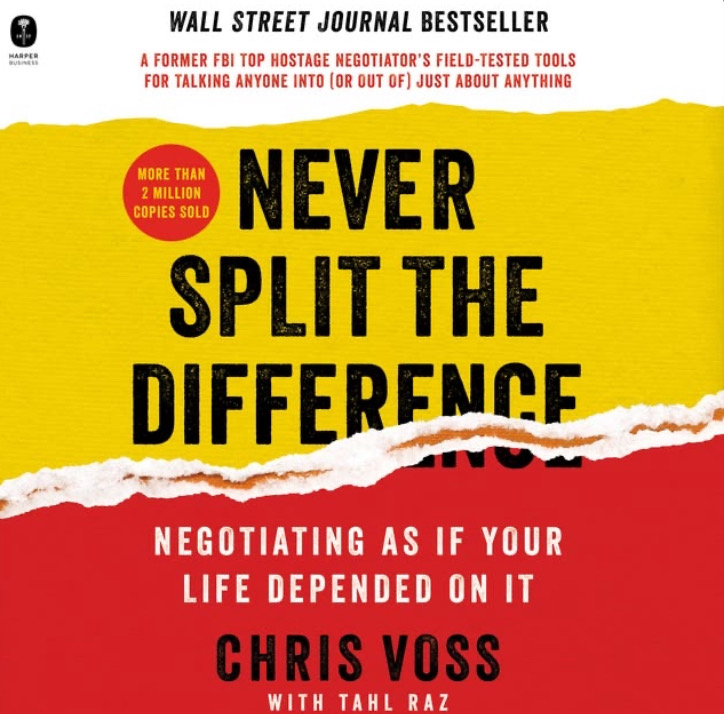 WALL STREET JOURNAL BESTSELLER
HARPER
BUSINESS
A FORMER FBI TOP HOSTAGE NEGOTIATOR'S FIELD-TESTED TOOLS
FOR TALKING ANYONE INTO (OR OUT OF) JUST ABOUT ANYTHING
MORE THAN
2 MILLION
COPIES SOLD
NEVER
SPLIT THE
DIFFERENCE
NEGOTIATING AS IF YOUR
LIFE DEPENDED ON IT
CHRIS VOSS
WITH TAHL RAZ